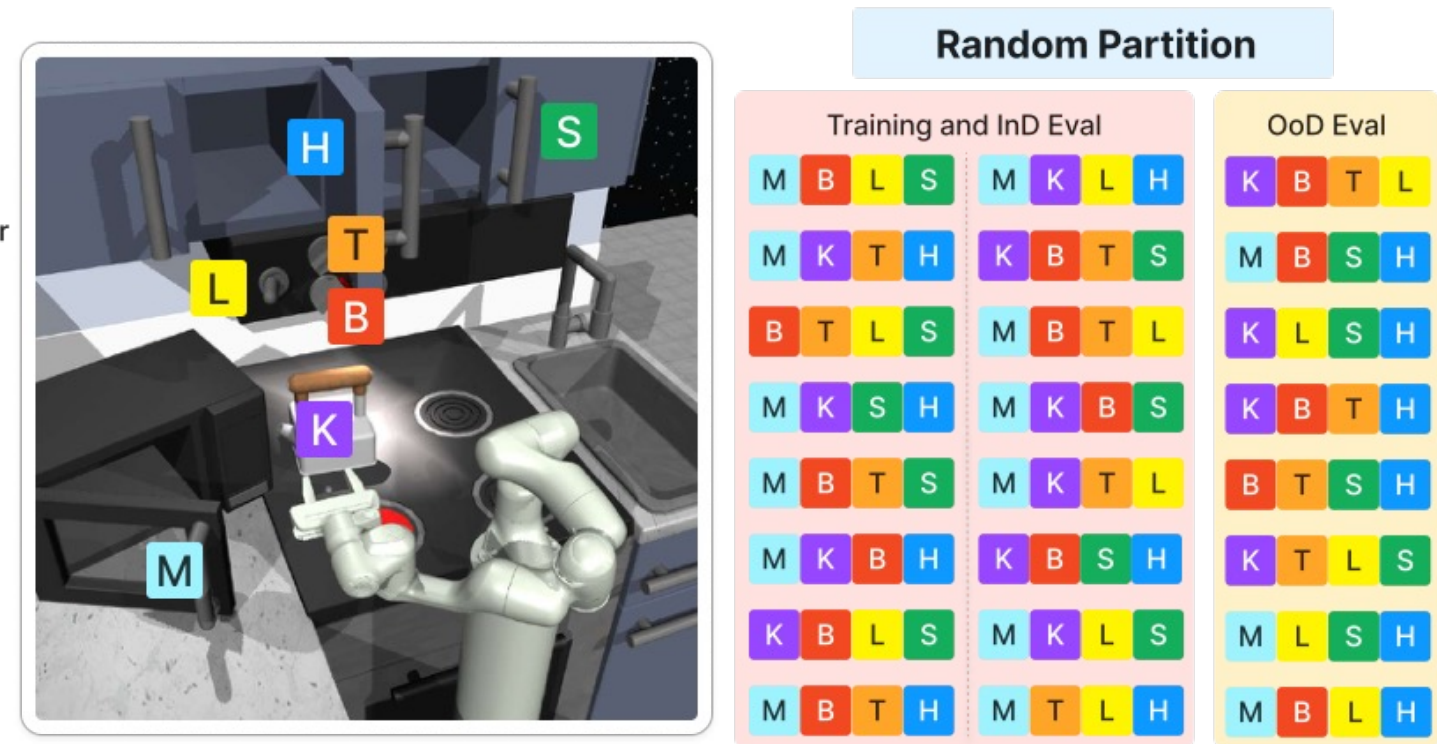 Random Partition
r
H
S
T
L
B
K
M
Training and InD Eval
M B L S M K L H
M K T H K B T S
B T L S M B T L
M K S H M K B S
M B T S M K T L
M K B H K B S H
K B L S M K L S
M B T H M T L H
OoD Eval
K B T L
M B S H
K L S H
K B T H
B T S H
K T L S
M L S H
M B L H